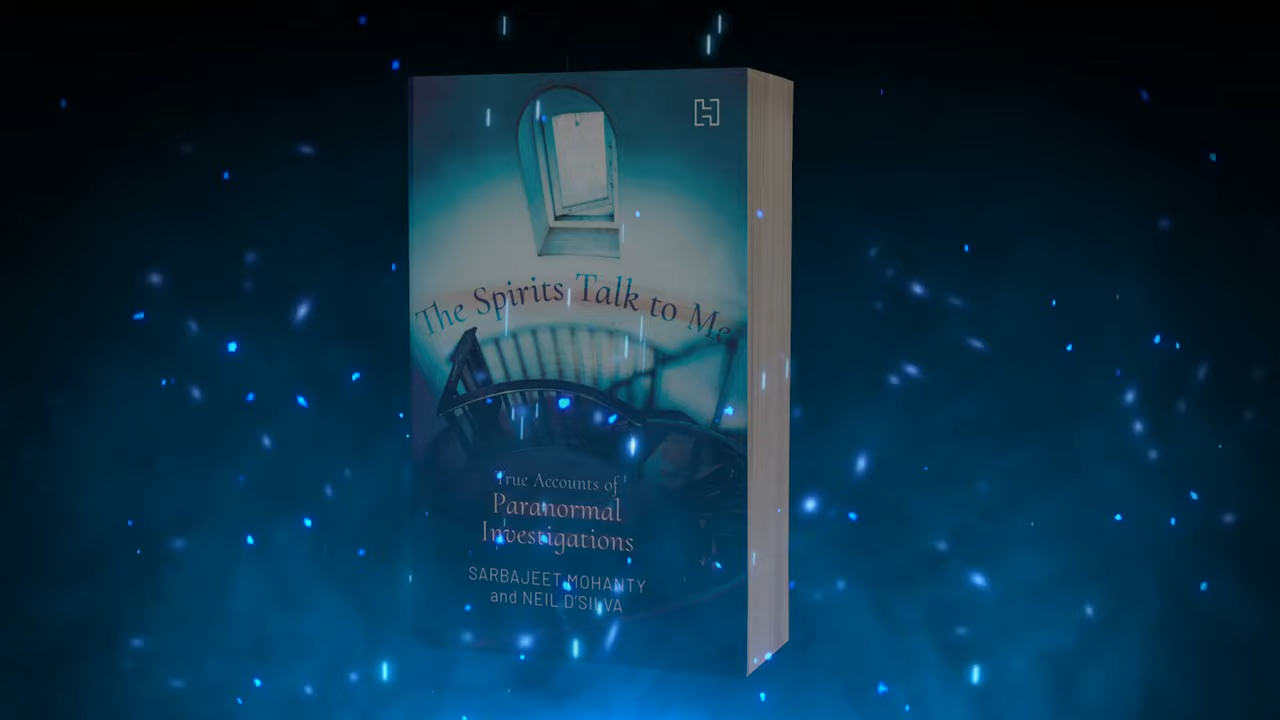 The Spirits Talk to Me
True Accounts of
Paranormal
Investigations
SARBAJEET MOHANTY
and NEIL D'SILVA